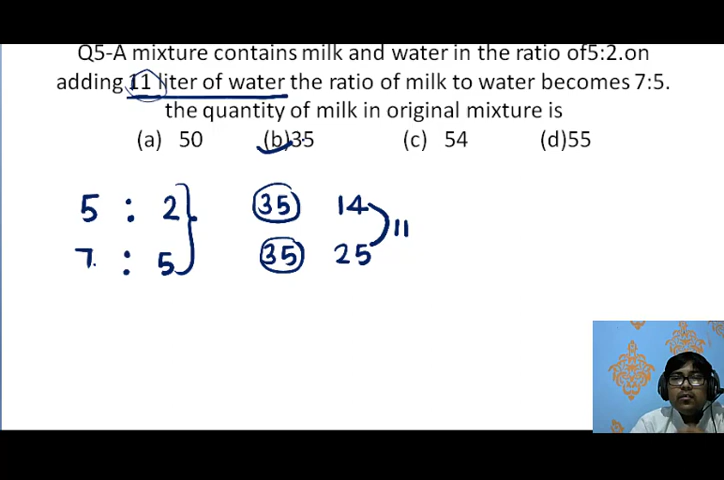 Q5-A mixture contains milk and water in the ratio of5:2.on
adding 11 liter of water the ratio of milk to water becomes 7:5.
the quantity of milk in original mixture is
(a) 50 (b)35 (c) 54 (d)55
5 : 2 35 14
11
7 : 5 35 25